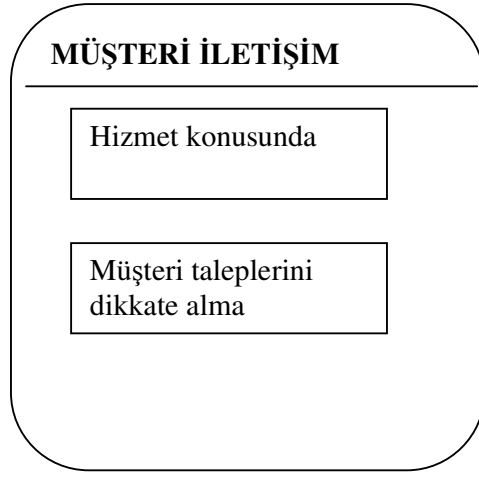 MÜŞTERİ İLETİŞİM
Hizmet konusunda
Müşteri taleplerini
dikkate alma